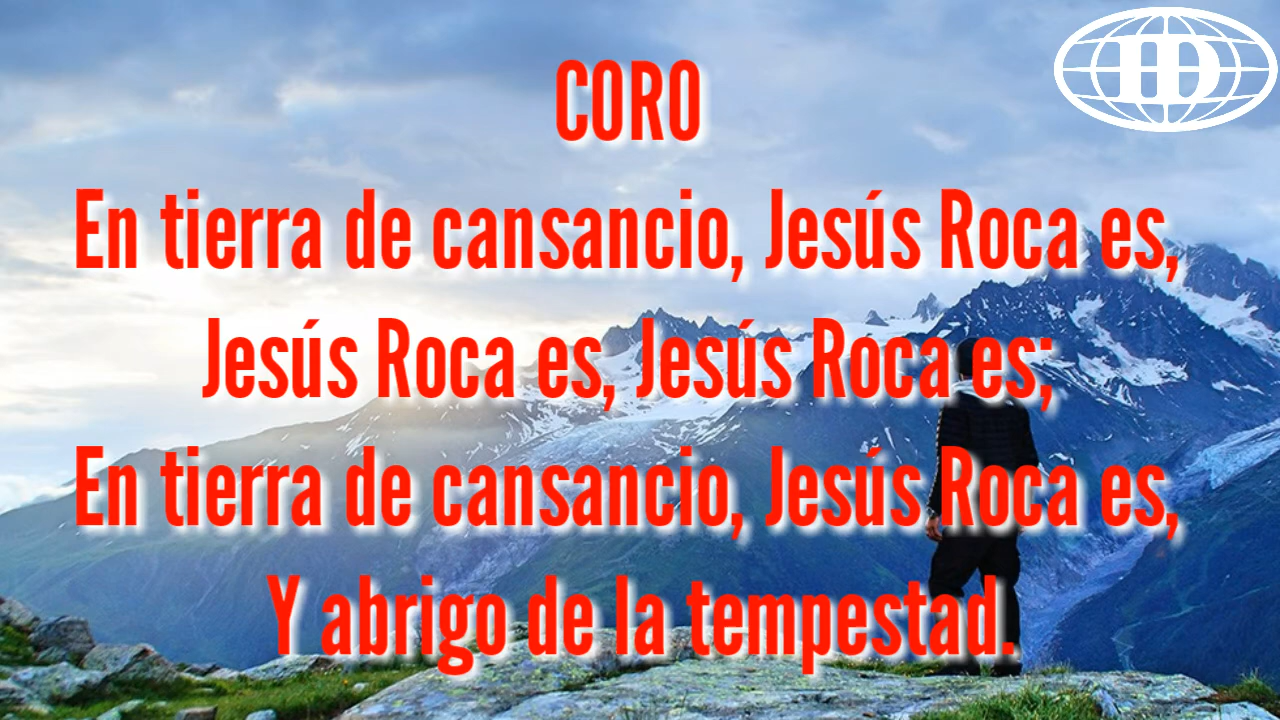 ID
CORO
En tierra de cansancio, Jesús Roca es,
Jesús Roca es, Jesús Roca es;
En tierra de cansancio, Jesús Roca es,
Y abrigo de la tempestad.